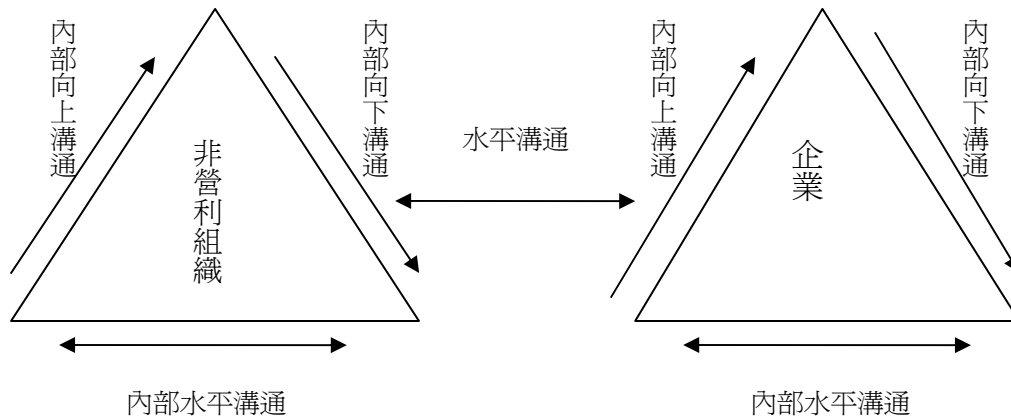 內部向上溝通
非營利組織
內部向下溝通
水平溝通
內部向上溝通
企業
內部向下溝通
內部水平溝通
內部水平溝通